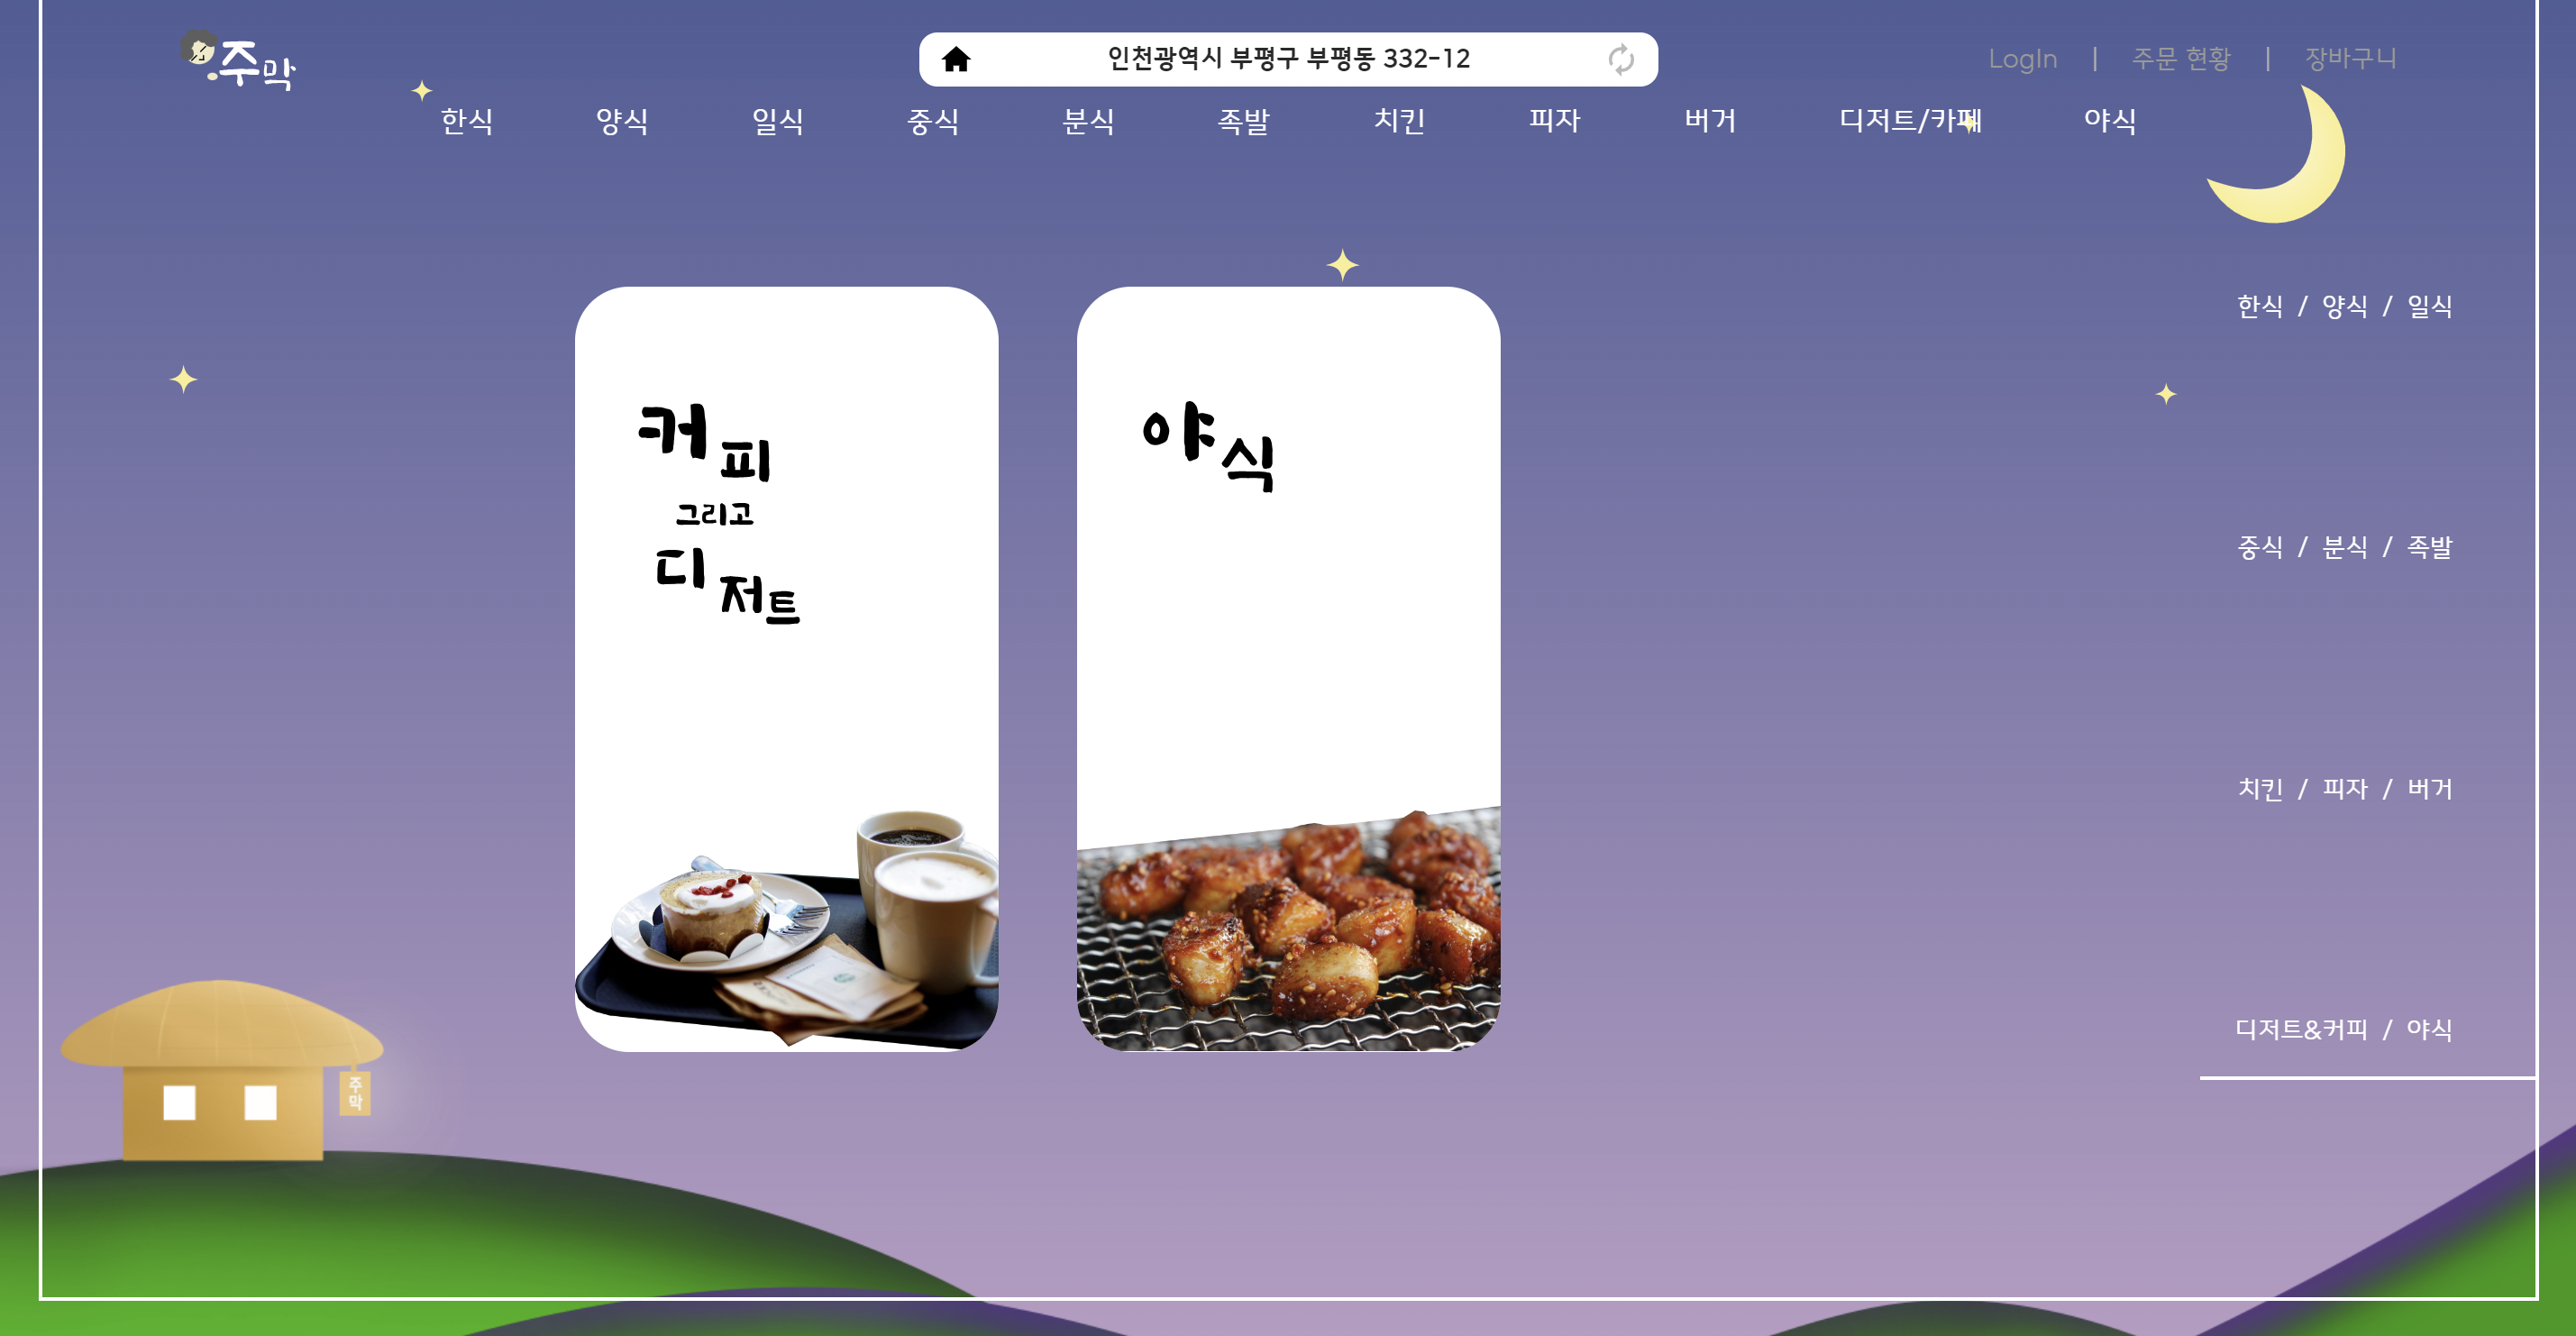 주막
인천광역시 부평구 부평동 332-12
LogIn | 주문 현황 | 장바구니
한식 양식 일식 중식 분식 족발 치킨 피자 버거 디저트/카페 야식
커피
그리고
디저트
야식
한식 / 양식 / 일식
중식 / 분식 / 족발
치킨 / 피자 / 버거
디저트&커피 / 야식
주막